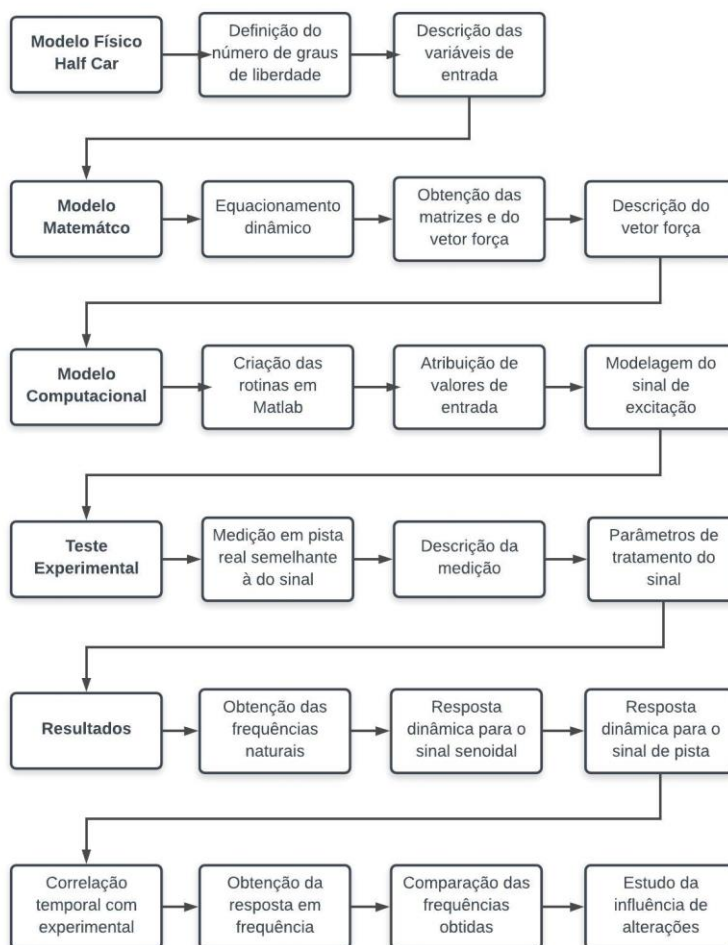 Modelo Físico
Half Car
Definição do
número de graus
de liberdade
Descrição das
variáveis de
entrada
Modelo
Matemátco
Equacionamento
dinâmico
Obtenção das
matrizes e do
vetor força
Descrição do
vetor força
Modelo
Computacional
Criação das
rotinas em
Matlab
Atribuição de
valores de
entrada
Modelagem do
sinal de
excitação
Teste
Experimental
Medição em pista
real semelhante
à do sinal
Descrição da
medição
Parâmetros de
tratamento do
sinal
Resultados
Obtenção das
frequências
naturais
Resposta
dinâmica para o
sinal senoidal
Resposta
dinâmica para o
sinal de pista
Correlação
temporal com
experimental
Obtenção da
resposta em
frequência
Comparação das
frequências
obtidas
Estudo da
influência de
alterações